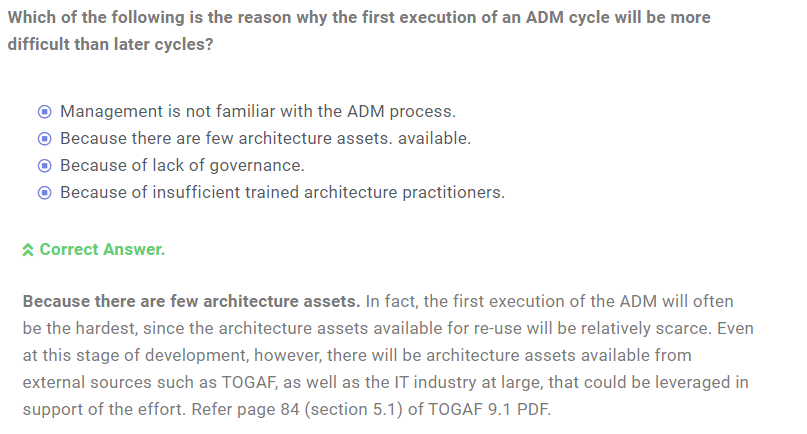 Which of the following is the reason why the first execution of an ADM cycle will be more
difficult than later cycles?
Management is not familiar with the ADM process.
Because there are few architecture assets. available.
Because of lack of governance.
Because of insufficient trained architecture practitioners.
Correct Answer.
Because there are few architecture assets. In fact, the first execution of the ADM will often
be the hardest, since the architecture assets available for re-use will be relatively scarce. Even
at this stage of development, however, there will be architecture assets available from
external sources such as TOGAF, as well as the IT industry at large, that could be leveraged in
support of the effort. Refer page 84 (section 5.1) of TOGAF 9.1 PDF.